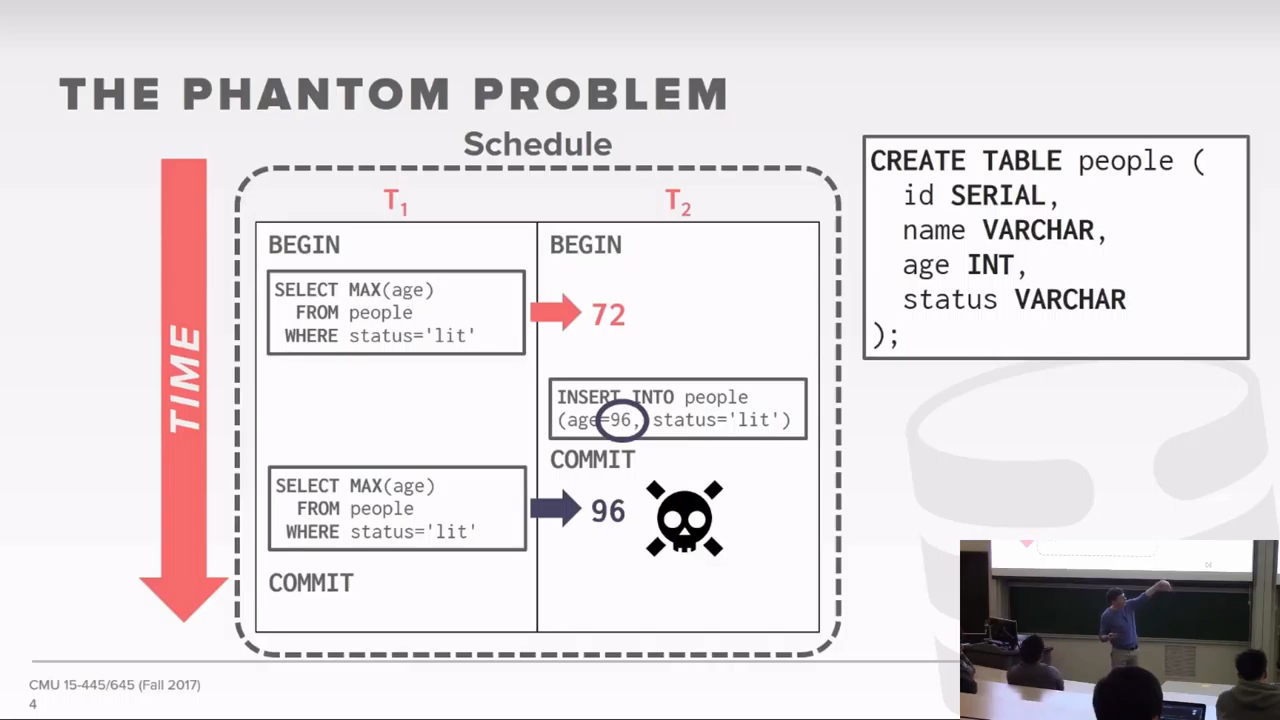 THE PHANTOM PROBLEM
Schedule
TIME
T1
T2
BEGIN
SELECT MAX(age)
FROM people
WHERE status='lit'
72
SELECT MAX(age)
FROM people
WHERE status='lit'
96
COMMIT
BEGIN
INSERT INTO people
(age=96, status='lit')
COMMIT
CREATE TABLE people (
id SERIAL,
name VARCHAR,
age INT,
status VARCHAR
);
CMU 15-445/645 (Fall 2017)
4